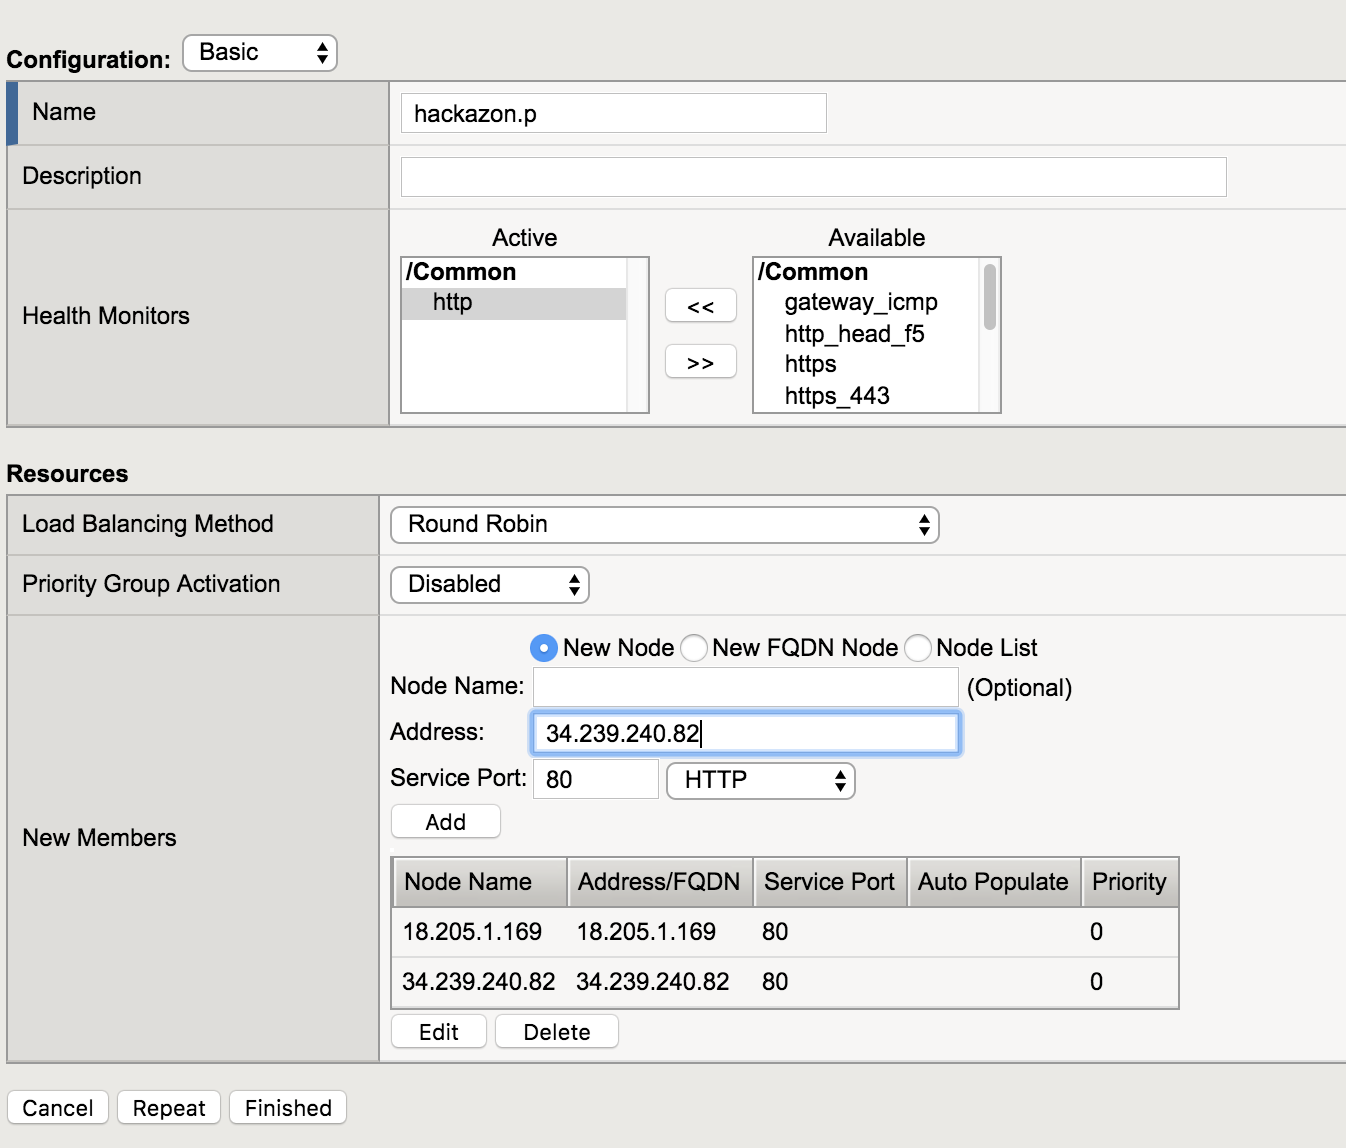 Configuration: Basic
Name hackazon.p
Description
Active Available
/Common /Common
http gateway_icmp
Health Monitors << http_head_f5
>> https
https_443
Resources
Load Balancing Method Round Robin
Priority Group Activation Disabled
New Node New FQDN Node Node List
Node Name: (Optional)
Address: 34.239.240.82
Service Port: 80 HTTP
Add
New Members
Node Name Address/FQDN Service Port Auto Populate Priority
18.205.1.169 18.205.1.169 80 0
34.239.240.82 34.239.240.82 80 0
Edit Delete
Cancel Repeat Finished